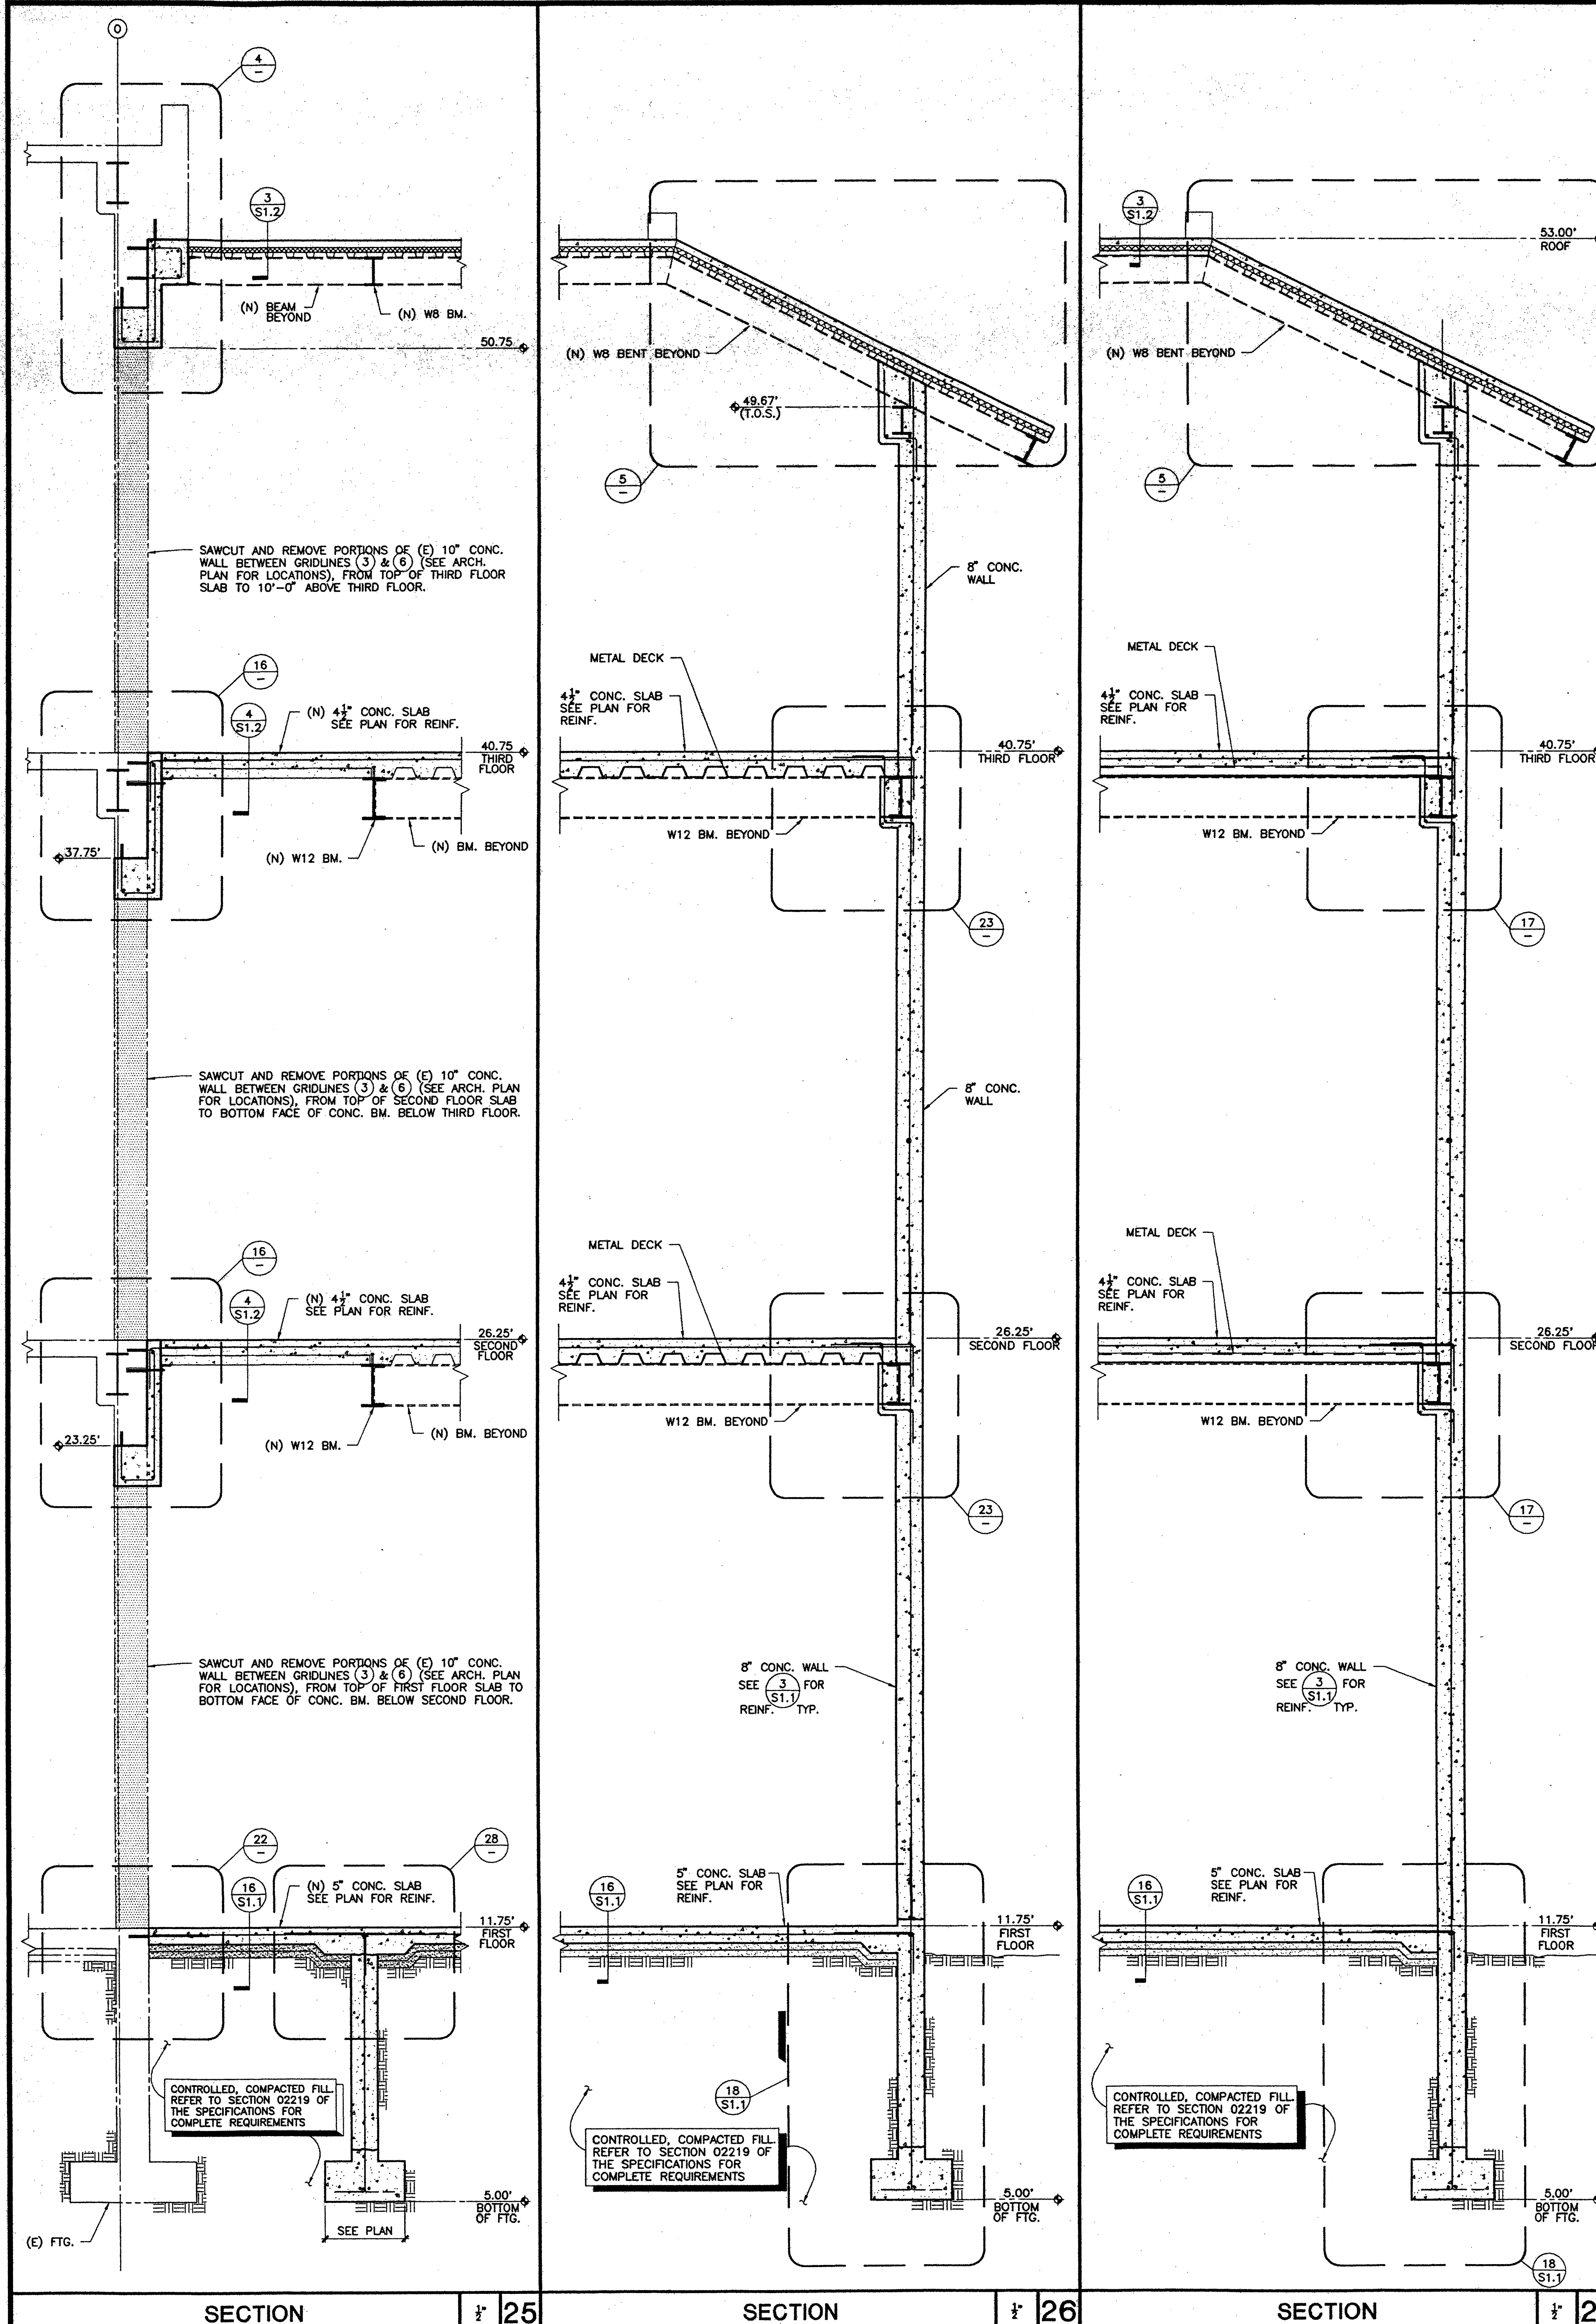 O
4
–
3
S1.2
(N) BEAM
BEYOND
(N) W8 BM.
50.75
SAWCUT AND REMOVE PORTIONS OF (E) 10" CONC.
WALL BETWEEN GRIDLINES 3 & 6 (SEE ARCH.
PLAN FOR LOCATIONS), FROM TOP OF THIRD FLOOR
SLAB TO 10'-0" ABOVE THIRD FLOOR.
16
–
4
S1.2
(N) 4½" CONC. SLAB
SEE PLAN FOR REINF.
40.75
THIRD
FLOOR
37.75'
(N) W12 BM.
(N) BM. BEYOND
SAWCUT AND REMOVE PORTIONS OF (E) 10" CONC.
WALL BETWEEN GRIDLINES 3 & 6 (SEE ARCH. PLAN
FOR LOCATIONS), FROM TOP OF SECOND FLOOR SLAB
TO BOTTOM FACE OF CONC. BM. BELOW THIRD FLOOR.
16
–
4
S1.2
(N) 4½" CONC. SLAB
SEE PLAN FOR REINF.
26.25'
SECOND
FLOOR
23.25'
(N) W12 BM.
(N) BM. BEYOND
SAWCUT AND REMOVE PORTIONS OF (E) 10" CONC.
WALL BETWEEN GRIDLINES 3 & 6 (SEE ARCH. PLAN
FOR LOCATIONS), FROM TOP OF FIRST FLOOR SLAB TO
BOTTOM FACE OF CONC. BM. BELOW SECOND FLOOR.
22
–
28
–
16
S1.1
(N) 5" CONC. SLAB
SEE PLAN FOR REINF.
11.75'
FIRST
FLOOR
CONTROLLED, COMPACTED FILL.
REFER TO SECTION 02219 OF
THE SPECIFICATIONS FOR
COMPLETE REQUIREMENTS
5.00'
BOTTOM
OF FTG.
SEE PLAN
(E) FTG.
SECTION ½" 25
(N) W8 BENT BEYOND
49.67'
(T.O.S.)
5
–
8" CONC.
WALL
METAL DECK
4½" CONC. SLAB
SEE PLAN FOR
REINF.
40.75'
THIRD FLOOR
W12 BM. BEYOND
23
–
8" CONC.
WALL
METAL DECK
4½" CONC. SLAB
SEE PLAN FOR
REINF.
26.25'
SECOND FLOOR
W12 BM. BEYOND
23
–
8" CONC. WALL
SEE 3 FOR
S1.1
REINF. TYP.
16
S1.1
5" CONC. SLAB
SEE PLAN FOR
REINF.
11.75'
FIRST
FLOOR
18
S1.1
CONTROLLED, COMPACTED FILL.
REFER TO SECTION 02219 OF
THE SPECIFICATIONS FOR
COMPLETE REQUIREMENTS
5.00'
BOTTOM
OF FTG.
SECTION ½" 26
3
S1.2
53.00'
ROOF
(N) W8 BENT BEYOND
5
–
METAL DECK
4½" CONC. SLAB
SEE PLAN FOR
REINF.
40.75'
THIRD FLOOR
W12 BM. BEYOND
17
–
METAL DECK
4½" CONC. SLAB
SEE PLAN FOR
REINF.
26.25'
SECOND FLOOR
W12 BM. BEYOND
17
–
8" CONC. WALL
SEE 3 FOR
S1.1
REINF. TYP.
16
S1.1
5" CONC. SLAB
SEE PLAN FOR
REINF.
11.75'
FIRST
FLOOR
CONTROLLED, COMPACTED FILL.
REFER TO SECTION 02219 OF
THE SPECIFICATIONS FOR
COMPLETE REQUIREMENTS
5.00'
BOTTOM
OF FTG.
18
S1.1
SECTION ½" 2